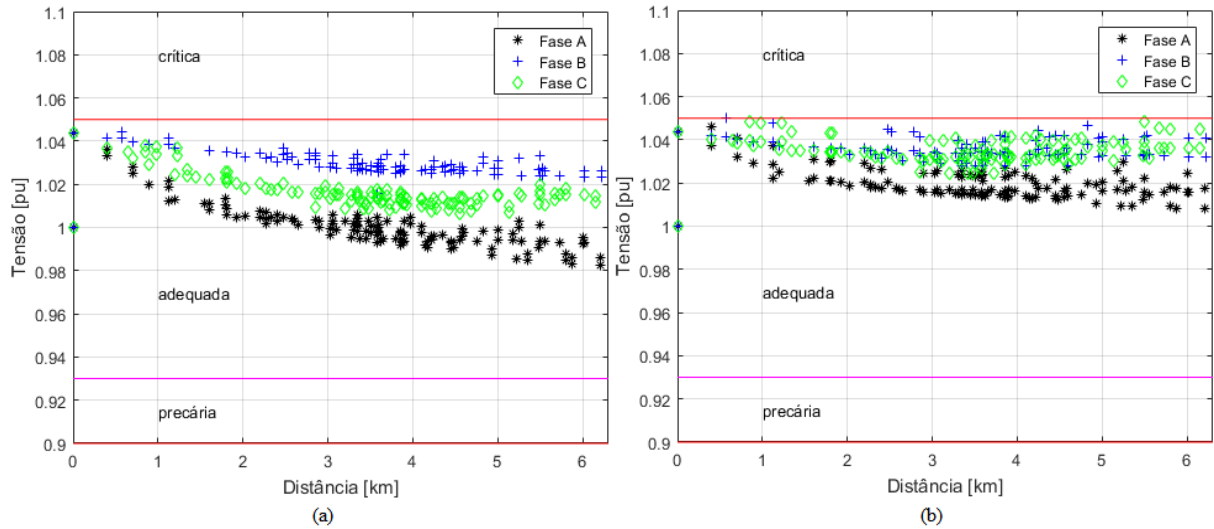 1.1
1.08
1.06
1.04
1.02
1
0.98
0.96
0.94
0.92
0.9
Tensão [pu]
crítica
adequada
precária
Fase A
Fase B
Fase C
0 1 2 3 4 5 6
Distância [km]
(a)
1.1
1.08
1.06
1.04
1.02
1
0.98
0.96
0.94
0.92
0.9
Tensão [pu]
crítica
adequada
precária
Fase A
Fase B
Fase C
0 1 2 3 4 5 6
Distância [km]
(b)